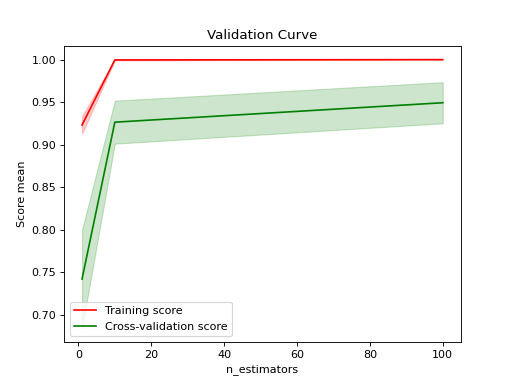 Validation Curve
1.00
0.95
0.90
0.85
0.80
0.75
0.70
Score mean
Training score
Cross-validation score
0 20 40 60 80 100
n_estimators